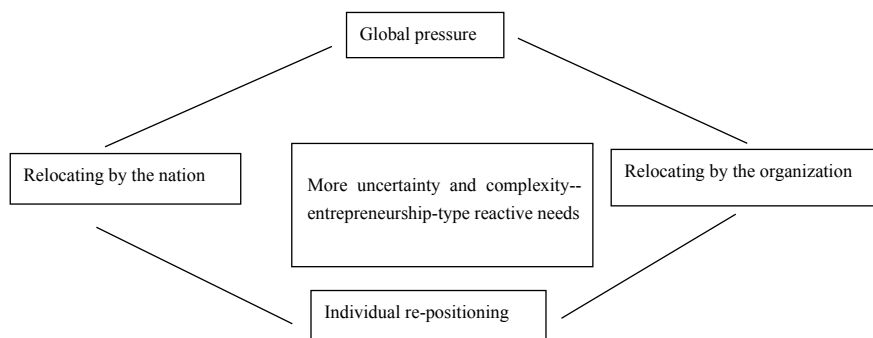 Global pressure
Relocating by the nation
More uncertainty and complexity--
entrepreneurship-type reactive needs
Relocating by the organization
Individual re-positioning